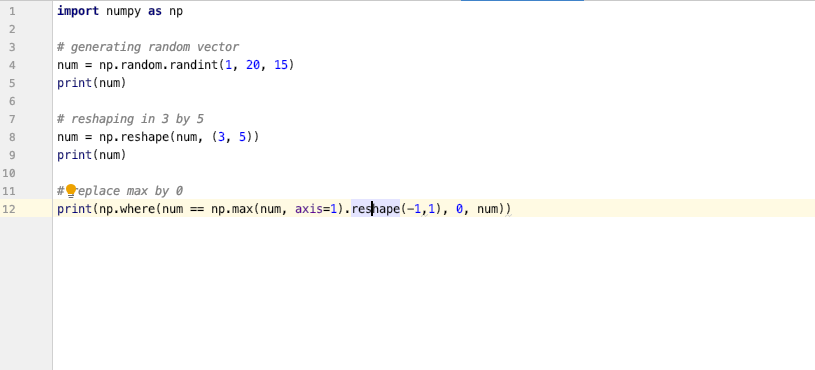 1 import numpy as np
2
3 # generating random vector
4 num = np.random.randint(1, 20, 15)
5 print(num)
6
7 # reshaping in 3 by 5
8 num = np.reshape(num, (3, 5))
9 print(num)
10
11 # replace max by 0
12 print(np.where(num == np.max(num, axis=1).reshape(-1,1), 0, num))